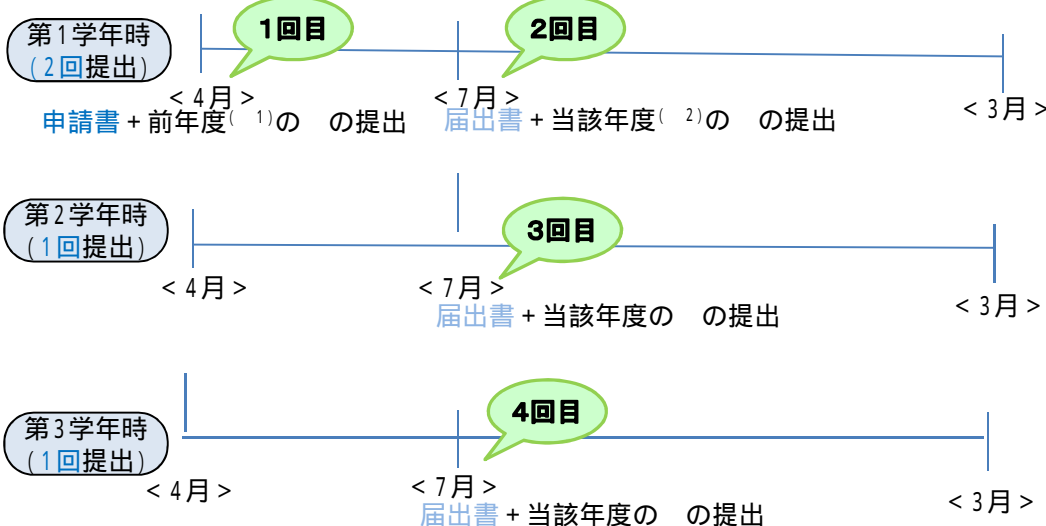 第1学年時
(2回提出)
1回目
2回目
<4月>
<7月>
<3月>
申請書+前年度( 1)の　の提出
届出書+当該年度( 2)の　の提出
第2学年時
(1回提出)
3回目
<4月>
<7月>
<3月>
届出書+当該年度の　の提出
第3学年時
(1回提出)
4回目
<4月>
<7月>
<3月>
届出書+当該年度の　の提出